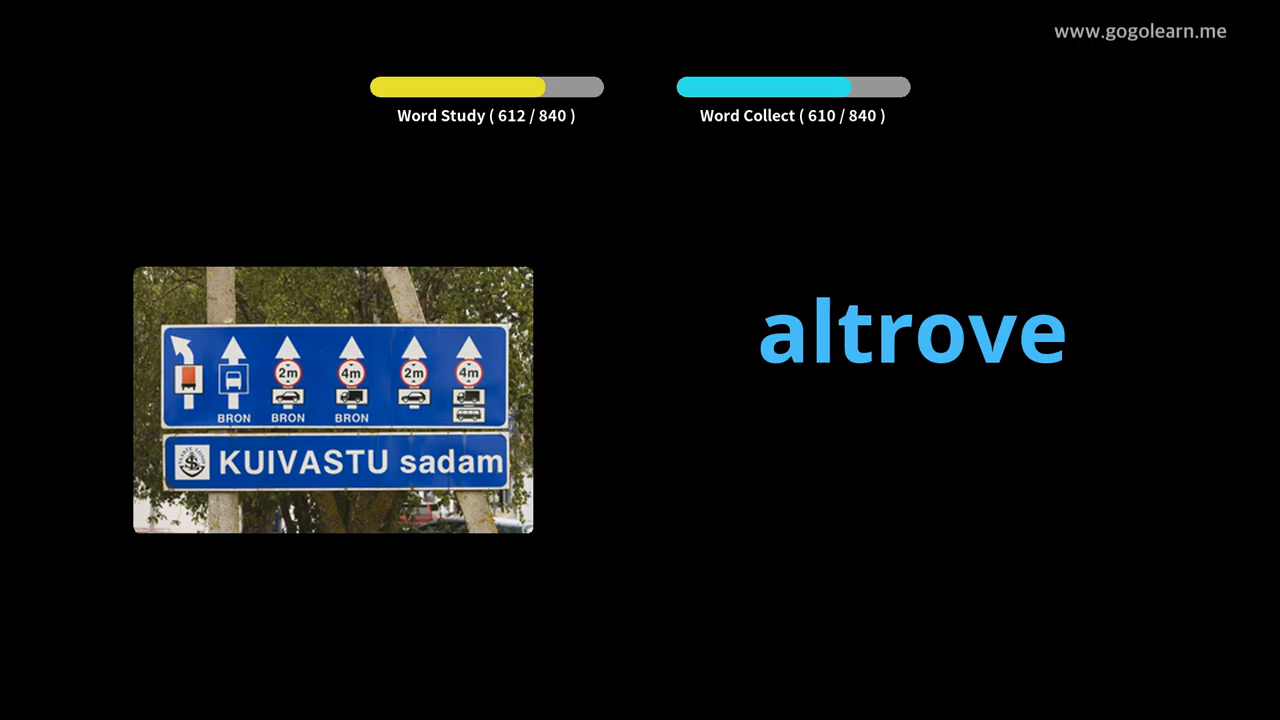 www.gogolearn.me
Word Study ( 612 / 840 )
Word Collect ( 610 / 840 )
altrove
2m 4m 2m 4m
BRON BRON BRON
KUIVASTU sadam